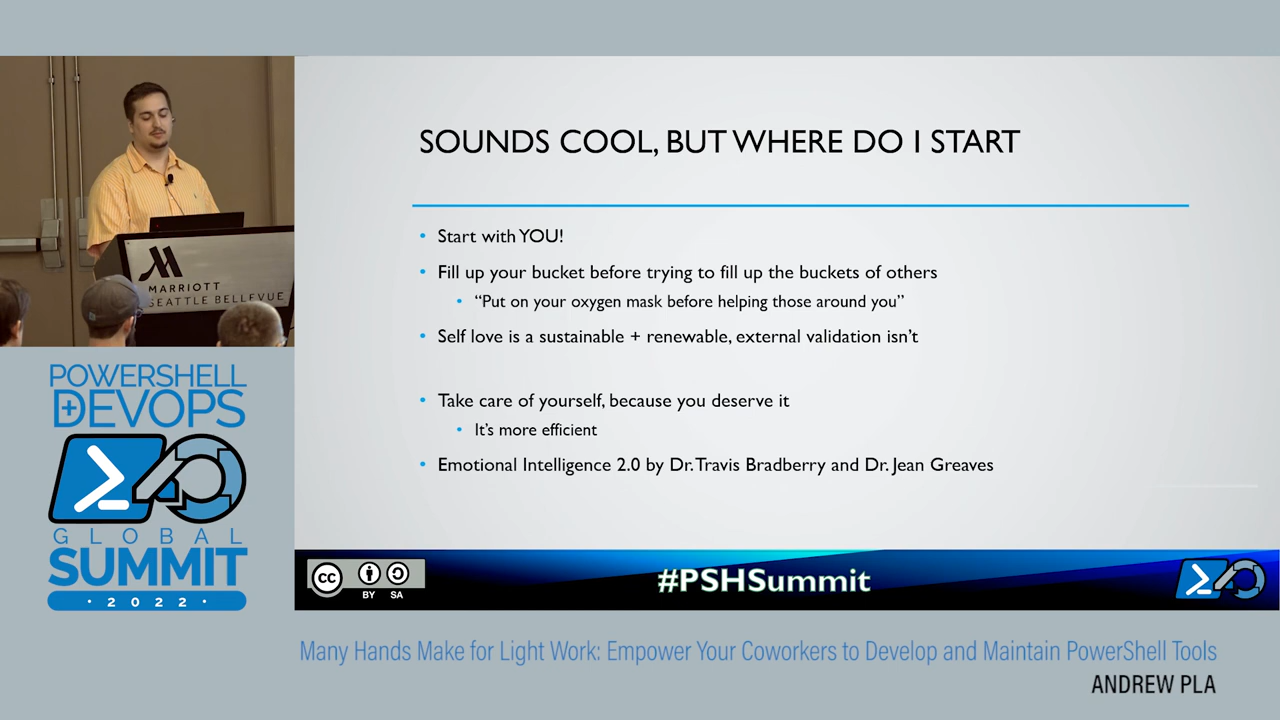 MARRIOTT
SEATTLE BELLEVUE
POWERSHELL
+DEVOPS
GLOBAL
SUMMIT
· 2022 ·
SOUNDS COOL, BUT WHERE DO I START
• Start with YOU!
• Fill up your bucket before trying to fill up the buckets of others
• “Put on your oxygen mask before helping those around you”
• Self love is a sustainable + renewable, external validation isn’t
• Take care of yourself, because you deserve it
• It’s more efficient
• Emotional Intelligence 2.0 by Dr. Travis Bradberry and Dr. Jean Greaves
cc
BY SA
#PSHSummit
Many Hands Make for Light Work: Empower Your Coworkers to Develop and Maintain PowerShell Tools
ANDREW PLA